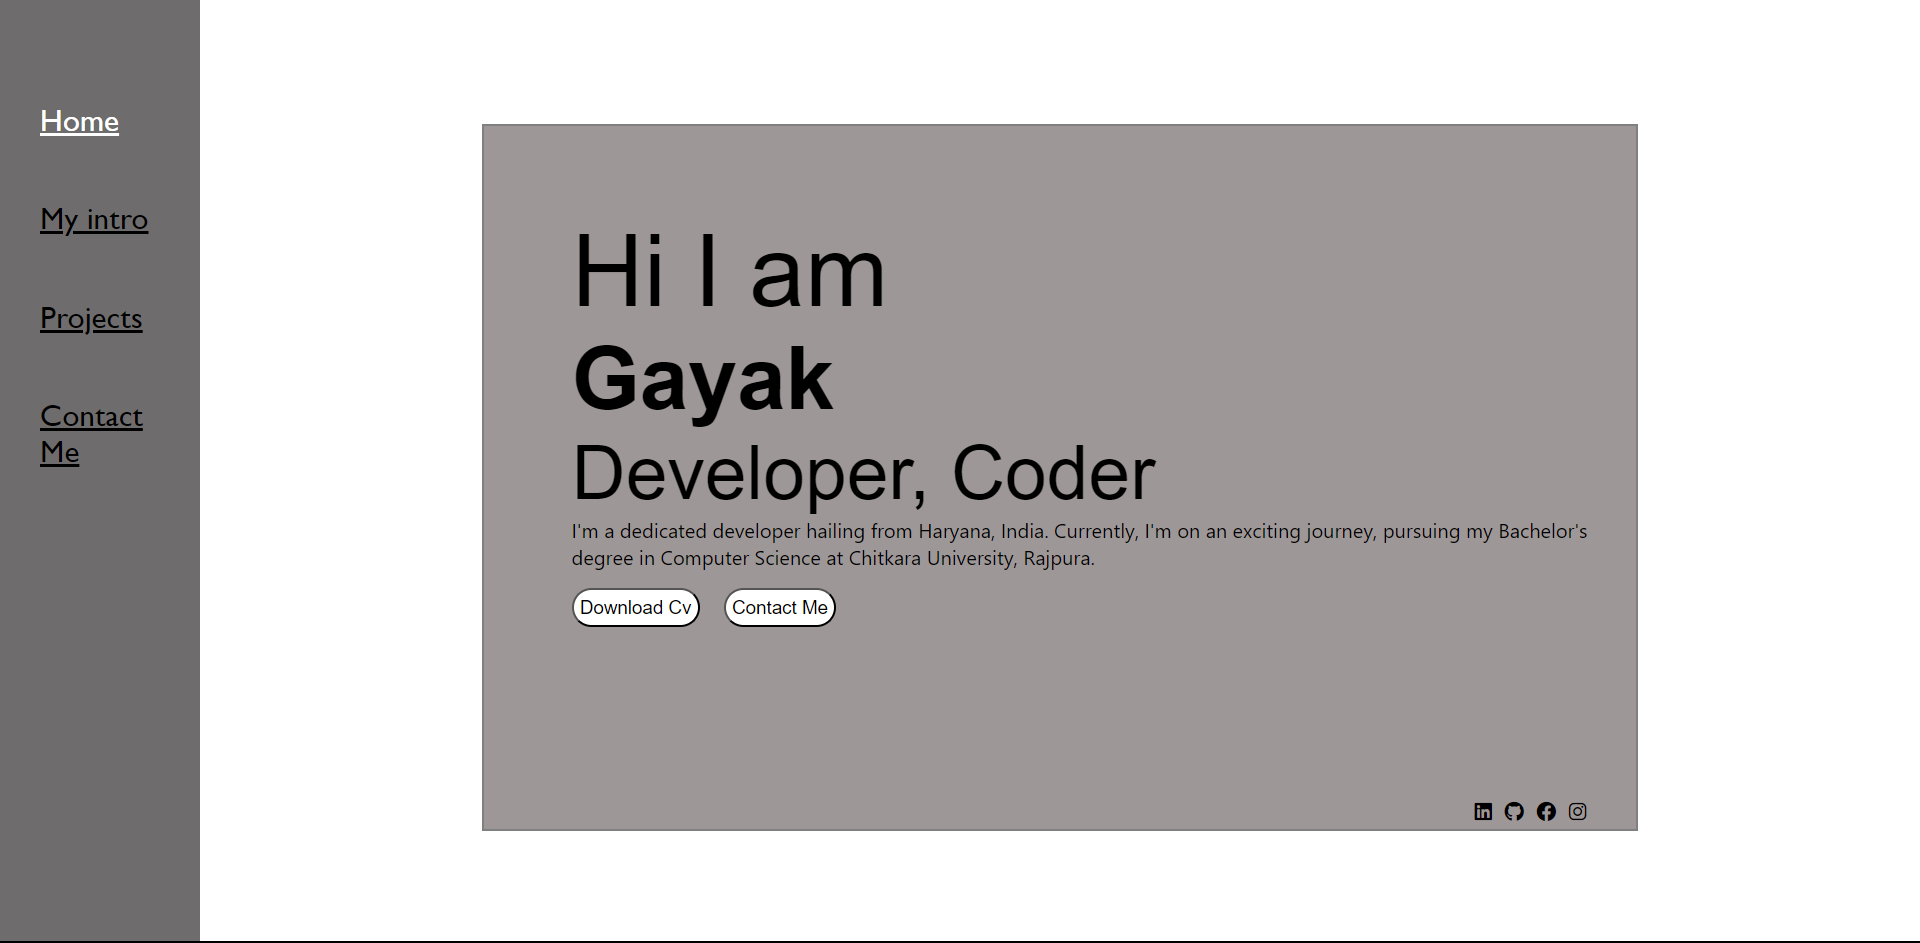 Home
My intro
Projects
Contact
Me
Hi I am
Gayak
Developer, Coder
I'm a dedicated developer hailing from Haryana, India. Currently, I'm on an exciting journey, pursuing my Bachelor's
degree in Computer Science at Chitkara University, Rajpura.
Download Cv
Contact Me